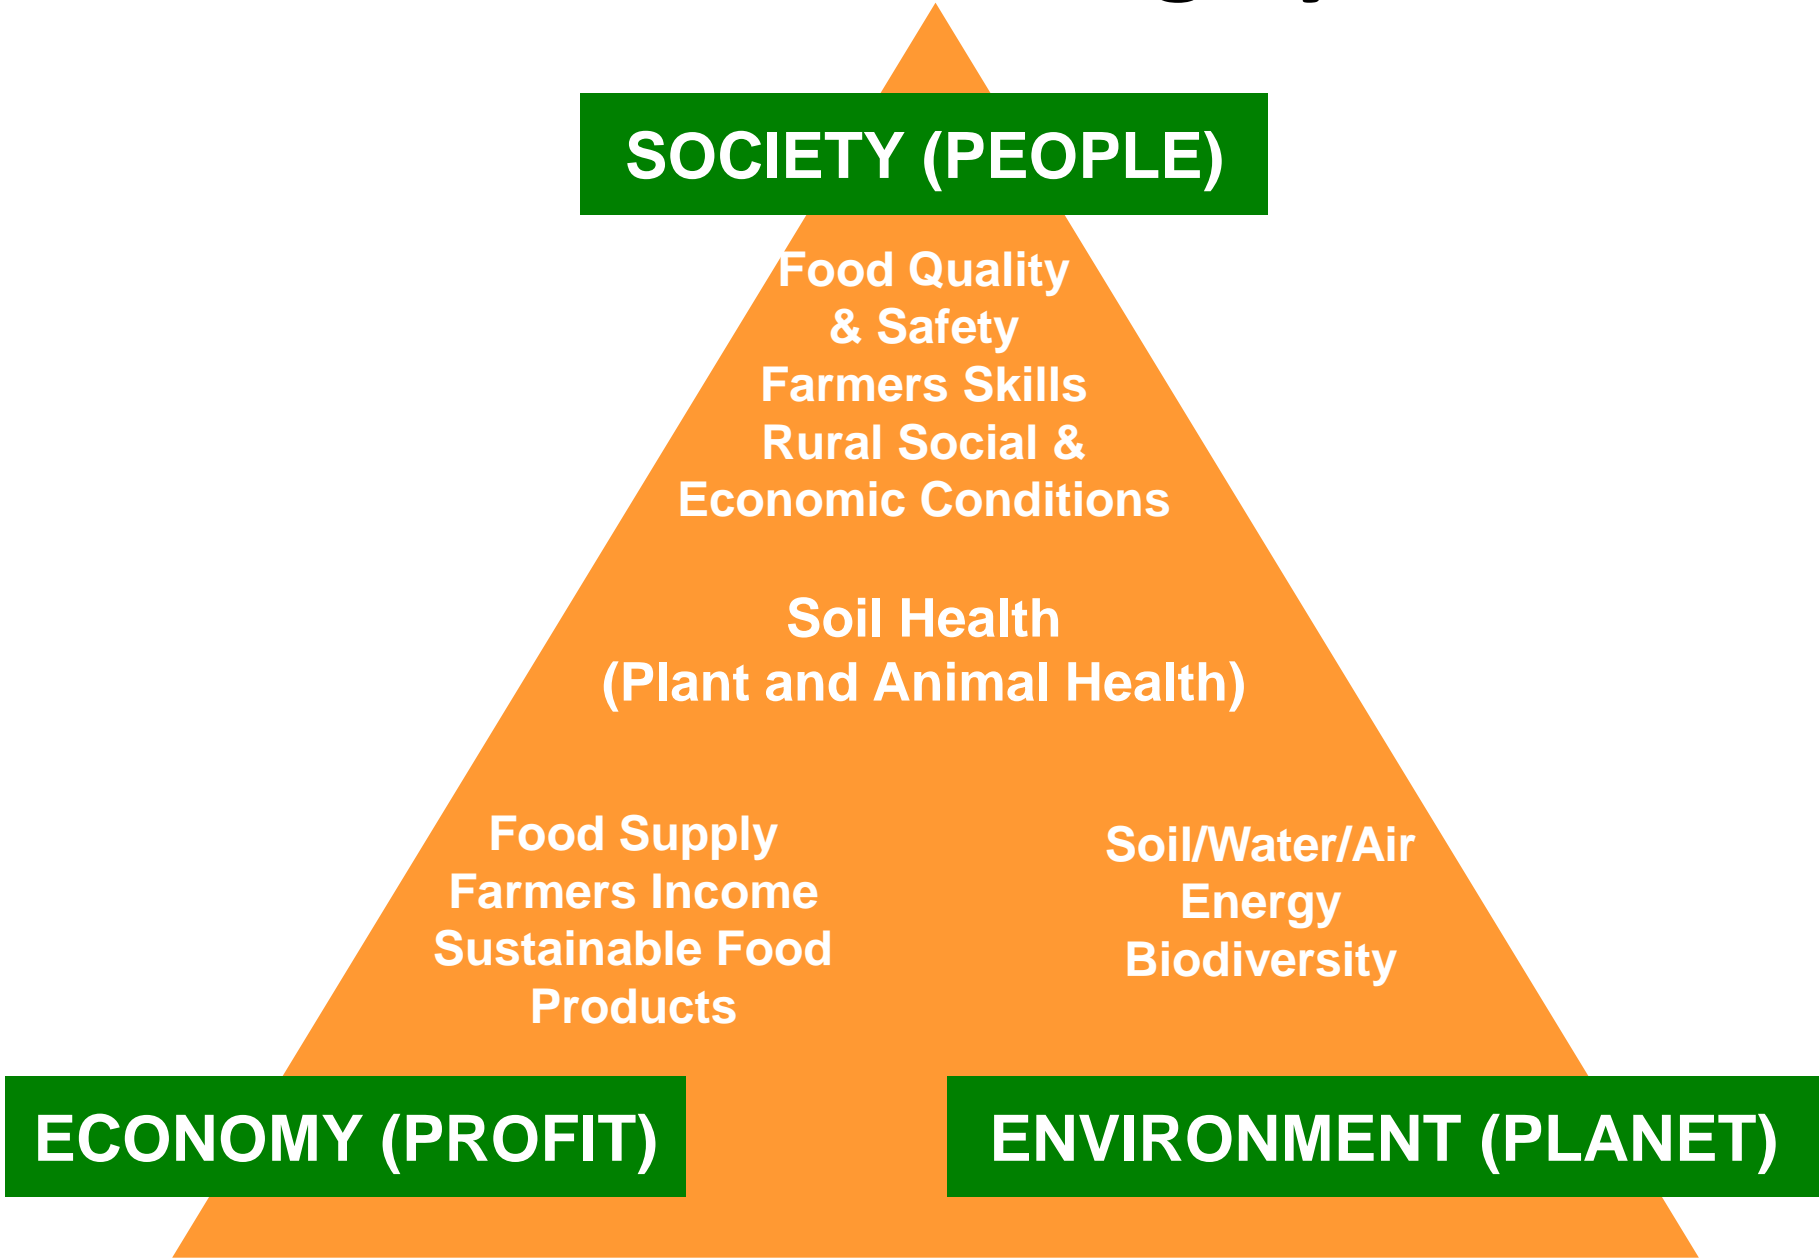 SOCIETY (PEOPLE)
Food Quality
& Safety
Farmers Skills
Rural Social &
Economic Conditions
Soil Health
(Plant and Animal Health)
Food Supply
Farmers Income
Sustainable Food
Products
Soil/Water/Air
Energy
Biodiversity
ECONOMY (PROFIT)
ENVIRONMENT (PLANET)